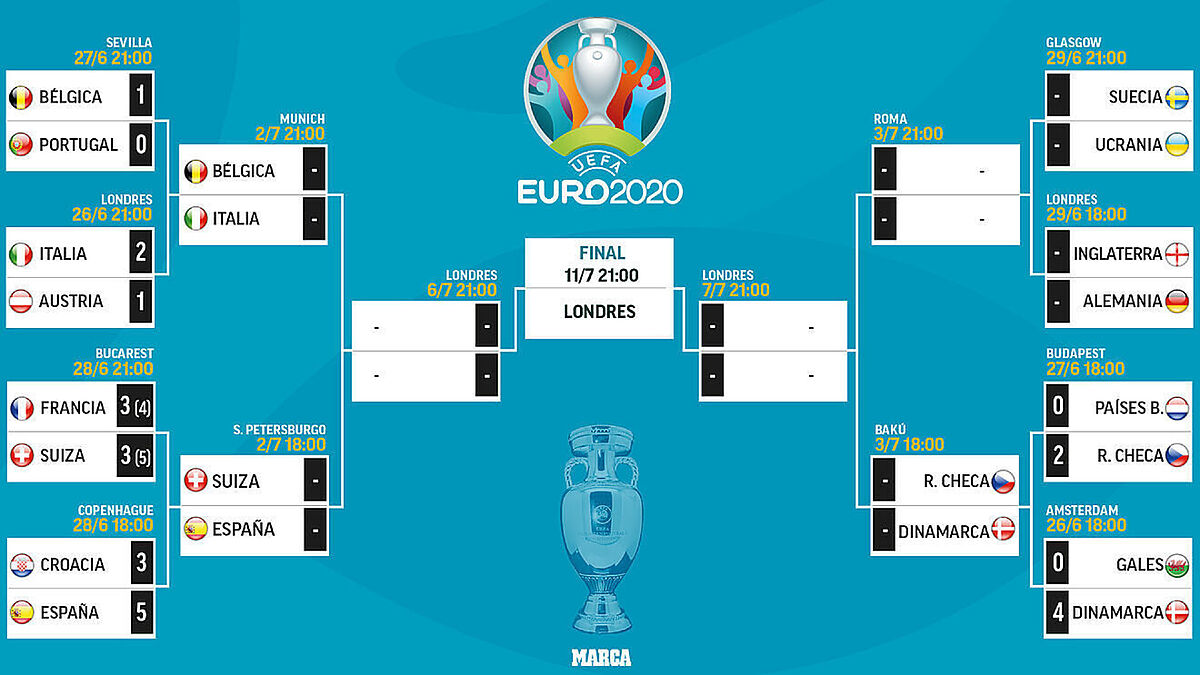 SEVILLA
27/6 21:00
BÉLGICA 1
PORTUGAL 0
LONDRES
26/6 21:00
ITALIA 2
AUSTRIA 1
BUCAREST
28/6 21:00
FRANCIA 3 (4)
SUIZA 3 (5)
COPENHAGUE
28/6 18:00
CROACIA 3
ESPAÑA 5
MUNICH
2/7 21:00
BÉLGICA -
ITALIA -
S. PETERSBURGO
2/7 18:00
SUIZA -
ESPAÑA -
LONDRES
6/7 21:00
- -
- -
UEFA
EURO2020
FINAL
11/7 21:00
LONDRES
MARCA
LONDRES
7/7 21:00
- -
- -
ROMA
3/7 21:00
- -
- -
BAKÚ
3/7 18:00
- R. CHECA
- DINAMARCA
GLASGOW
29/6 21:00
- SUECIA
- UCRANIA
LONDRES
29/6 18:00
- INGLATERRA
- ALEMANIA
BUDAPEST
27/6 18:00
0 PAÍSES B.
2 R. CHECA
AMSTERDAM
26/6 18:00
0 GALES
4 DINAMARCA